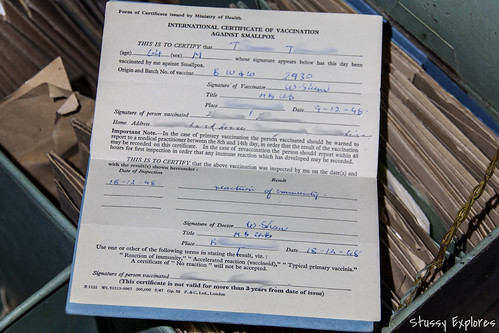 Form of Certificate issued by Ministry of Health.
INTERNATIONAL CERTIFICATE OF VACCINATION
AGAINST SMALLPOX
THIS IS TO CERTIFY that T T
(age) 64 (sex) M whose signature appears below has this day been
vaccinated by me against Smallpox.
Origin and Batch No. of vaccine B W & W 2930
Signature of Vaccinator W. Shaw
Title
Place Date 9-12-48.
Signature of person vaccinated
Home Address
Important Note.—In the case of primary vaccination the person vaccinated should be warned
to report to a medical practitioner between the 8th and 14th day, in order that the result of the vaccination
may be recorded on this certificate. In the case of revaccination the person should report within 48
hours for first inspection in order that any immune reaction which has developed may be recorded.
THIS IS TO CERTIFY that the above vaccination was inspected by me on the date(s) and
with the result(s) shown hereunder :—
Date of Inspection Result
18-12-48 reaction of immunity.
Signature of Doctor W. Shaw
Title
Place Date 18-12-48
Use one or other of the following terms in stating the result, viz. :—
"Reaction of immunity," "Accelerated reaction (vaccinoid)," "Typical primary vaccinia."
A certificate of "No reaction" will not be accepted.
Signature of person vaccinated
(This certificate is not valid for more than 3 years from date of issue)
Stussy Explores